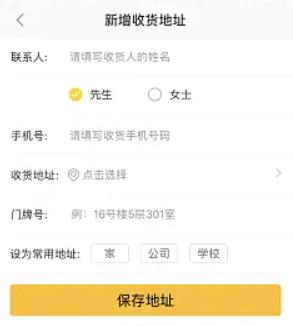 新增收货地址
联系人: 请填写收货人的姓名
先生 女士
手机号: 请填写收货手机号码
收货地址: 点击选择
门牌号: 例: 16号楼5层301室
设为常用地址: 家 公司 学校
保存地址